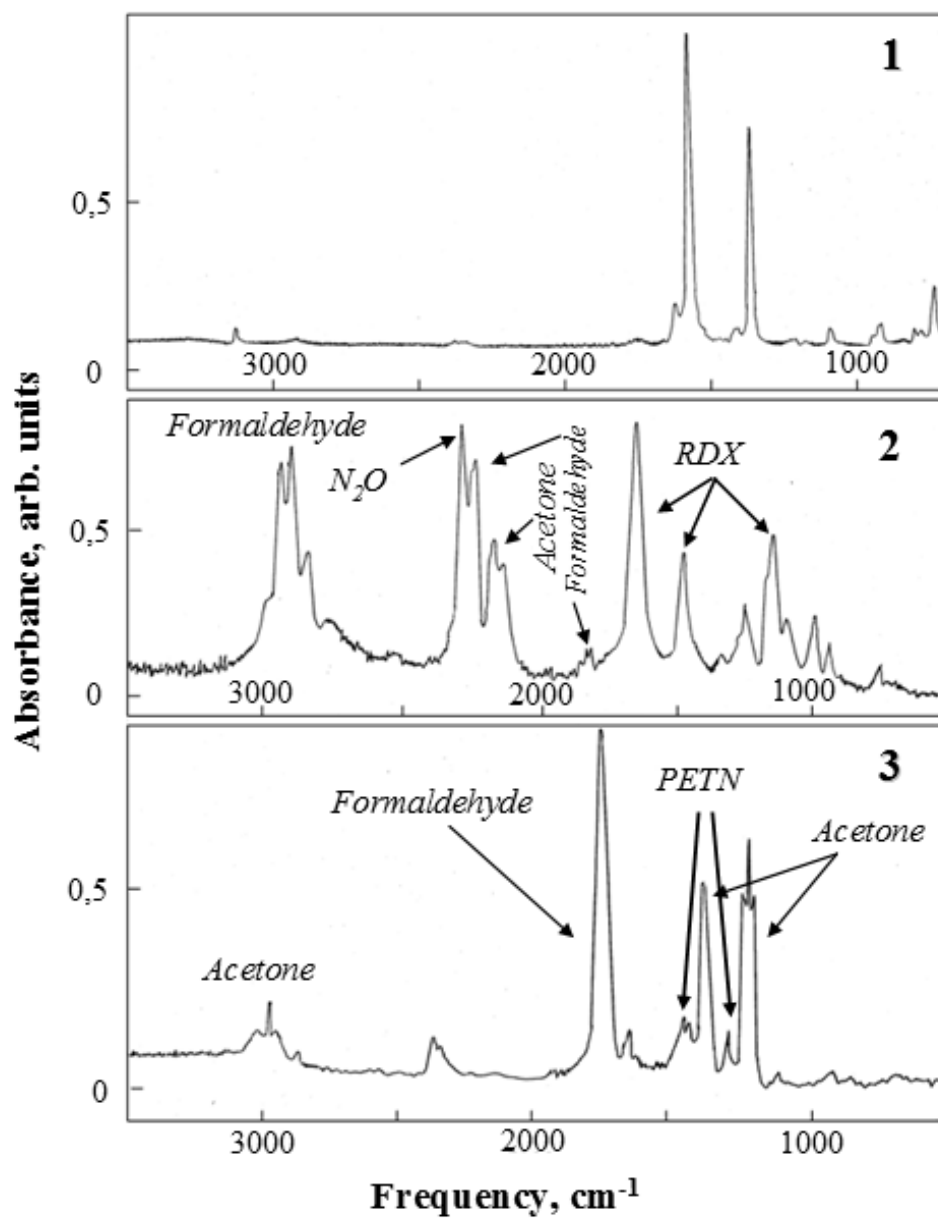 Absorbance, arb. units
1
0,5
0
3000 2000 1000
2
Formaldehyde
N2O
Acetone
Formaldehyde
RDX
0,5
0
3000 2000 1000
3
Formaldehyde
PETN
Acetone
Acetone
0,5
0
3000 2000 1000
Frequency, cm-1